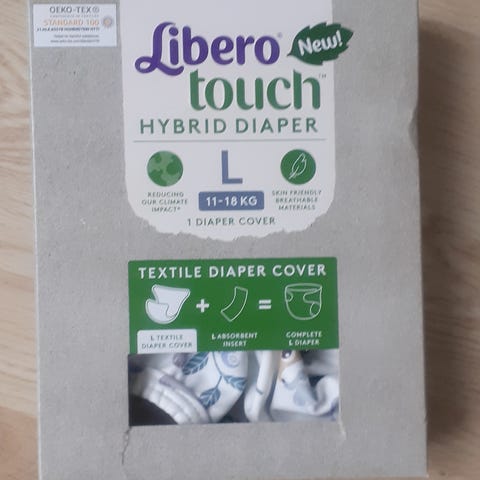 OEKO-TEX®
STANDARD 100
Libero®
New!
touch™
HYBRID DIAPER
L
11-18 KG
REDUCING
OUR CLIMATE
IMPACT*
SKIN FRIENDLY
BREATHABLE
MATERIALS
1 DIAPER COVER
TEXTILE DIAPER COVER
+
=
L TEXTILE
DIAPER COVER
L ABSORBENT
INSERT
COMPLETE
L DIAPER